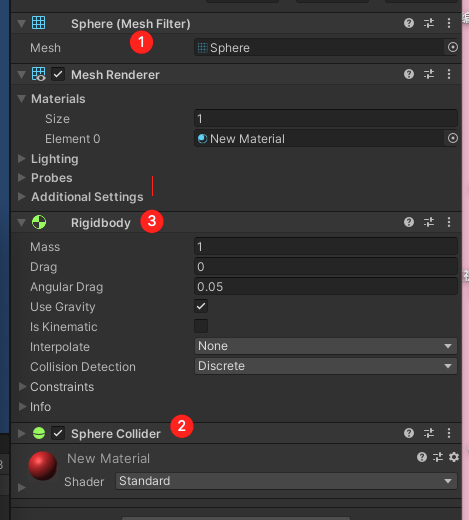 Sphere (Mesh Filter)
1
Mesh Sphere
Mesh Renderer
Materials
Size 1
Element 0 New Material
Lighting
Probes
Additional Settings
Rigidbody 3
Mass 1
Drag 0
Angular Drag 0.05
Use Gravity
Is Kinematic
Interpolate None
Collision Detection Discrete
Constraints
Info
Sphere Collider 2
New Material
Shader Standard